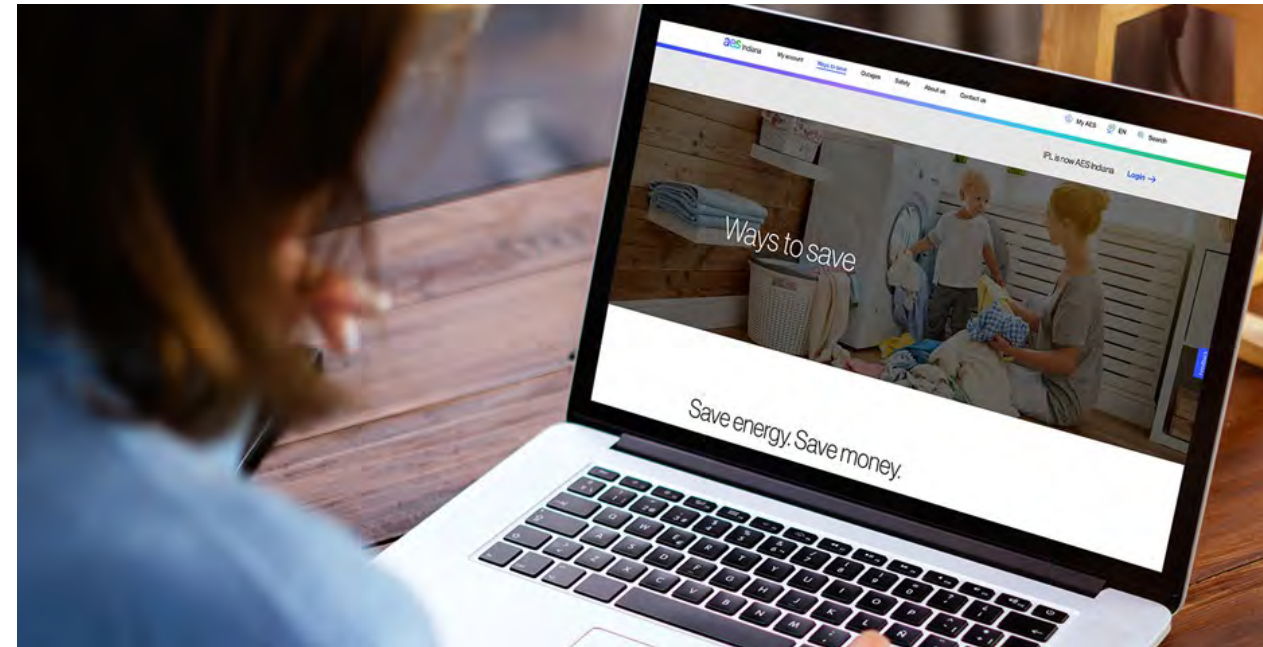 aes Indiana My account Ways to save Outages Safety About us Contact us
My AES EN Search
IPL is now AES Indiana Login →
Ways to save
Feedback
Save energy. Save money.
Q W E R T Y U I O P
A S D F G H J K L Ñ
Z X C V B N M